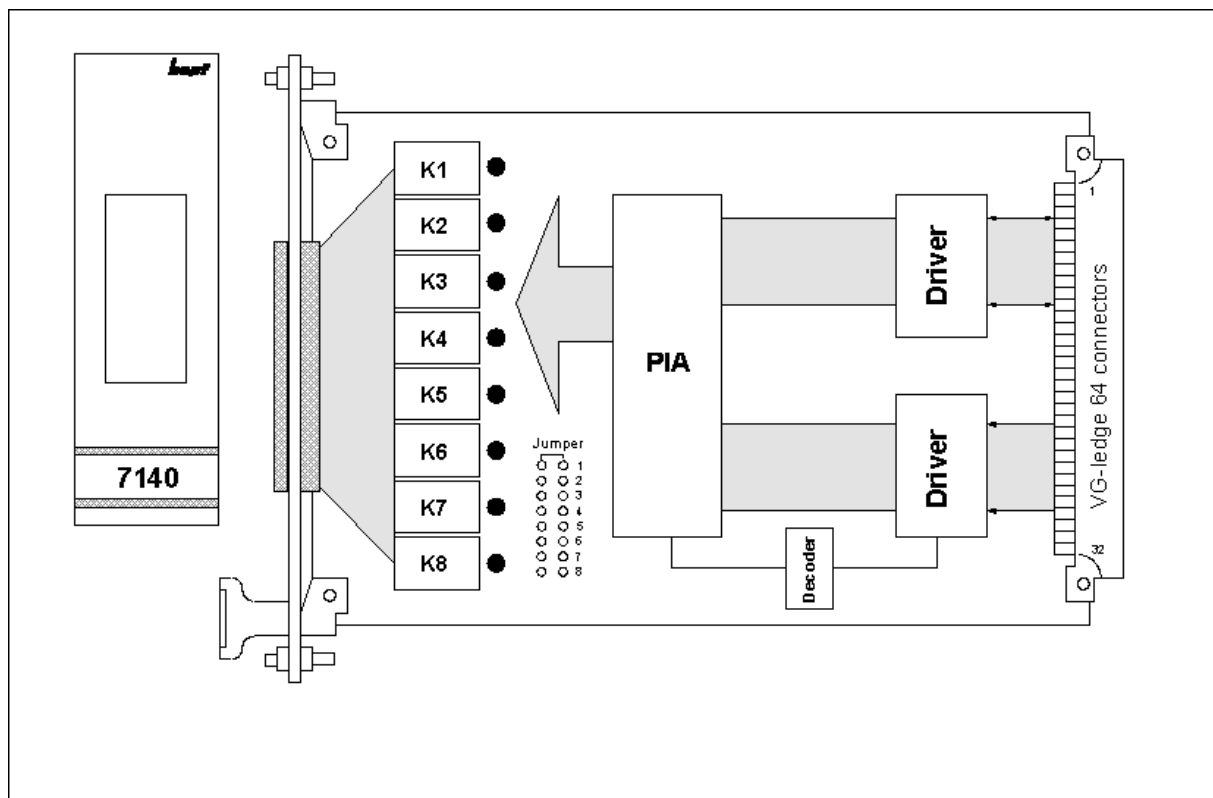 7140
K1
K2
K3
K4
K5
K6
K7
K8
Jumper
1
2
3
4
5
6
7
8
PIA
Driver
Driver
Decoder
1
VG-ledge 64 connectors
32